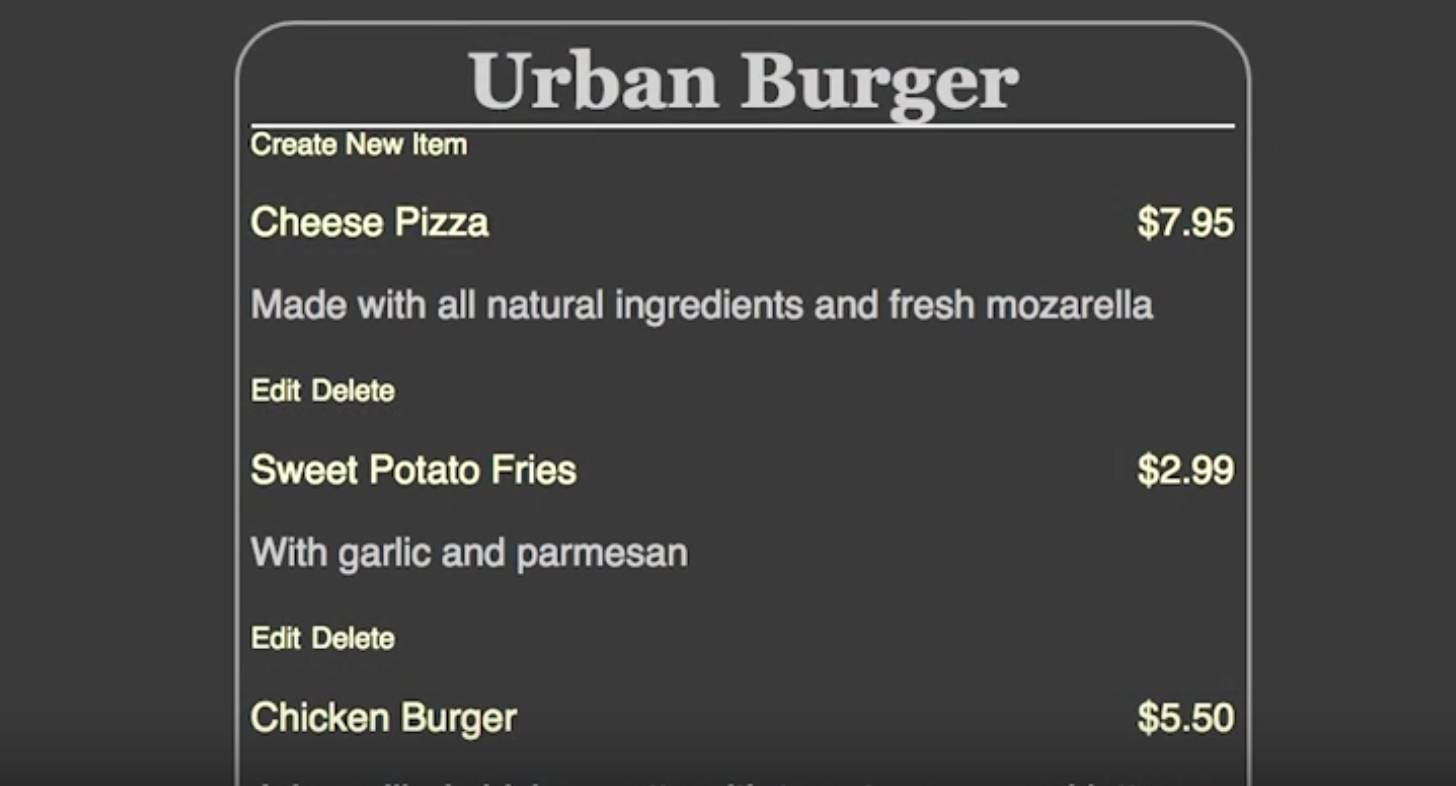 Urban Burger
Create New Item
Cheese Pizza $7.95
Made with all natural ingredients and fresh mozarella
Edit Delete
Sweet Potato Fries $2.99
With garlic and parmesan
Edit Delete
Chicken Burger $5.50